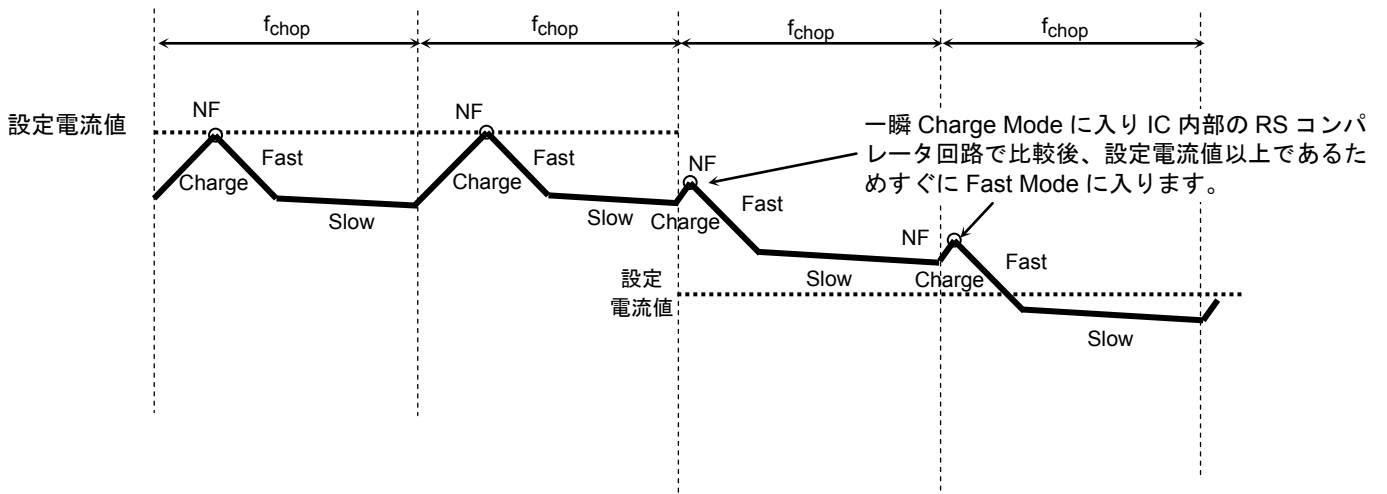 fchop fchop fchop fchop
設定電流値
NF
Charge
Fast
Slow
NF
Charge
Fast
Slow
NF
Charge
Fast
Slow
NF
Charge
Fast
Slow
一瞬 Charge Mode に入り IC 内部の RS コンパ
レータ回路で比較後、設定電流値以上であるた
めすぐに Fast Mode に入ります。
設定
電流値